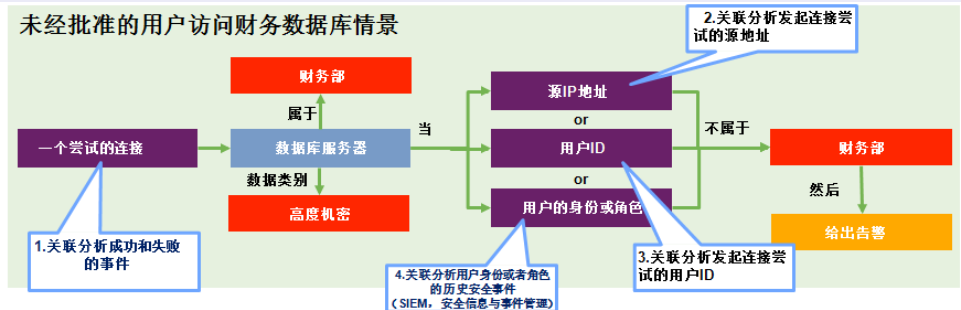 未经批准的用户访问财务数据库情景
2.关联分析发起连接尝
试的源地址
财务部
源IP地址
属于
当
or
不属于
一个尝试的连接
数据库服务器
用户ID
财务部
数据类别
or
然后
高度机密
用户的身份或角色
给出告警
1.关联分析成功和失败
的事件
3.关联分析发起连接尝
试的用户ID
4.关联分析用户身份或者角色
的历史安全事件
（SIEM，安全信息与事件管理）